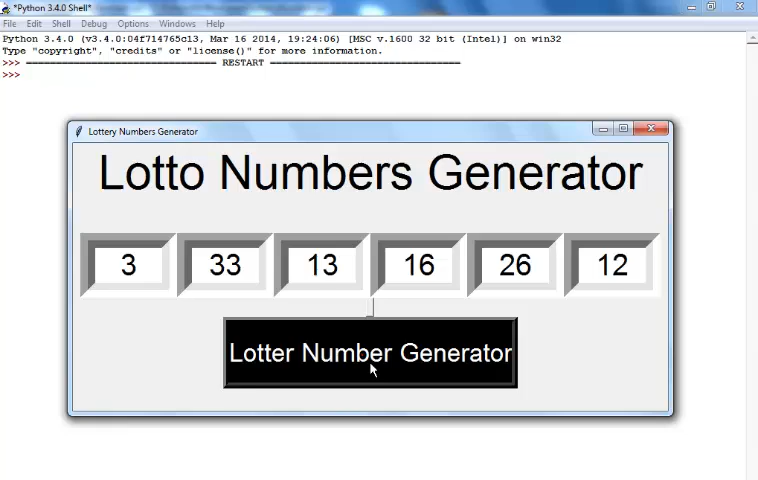 *Python 3.4.0 Shell*
File Edit Shell Debug Options Windows Help
Python 3.4.0 (v3.4.0:04f714765c13, Mar 16 2014, 19:24:06) [MSC v.1600 32 bit (Intel)] on win32
Type "copyright", "credits" or "license()" for more information.
>>> ================================ RESTART ================================
>>>
Lottery Numbers Generator
Lotto Numbers Generator
3 33 13 16 26 12
Lotter Number Generator